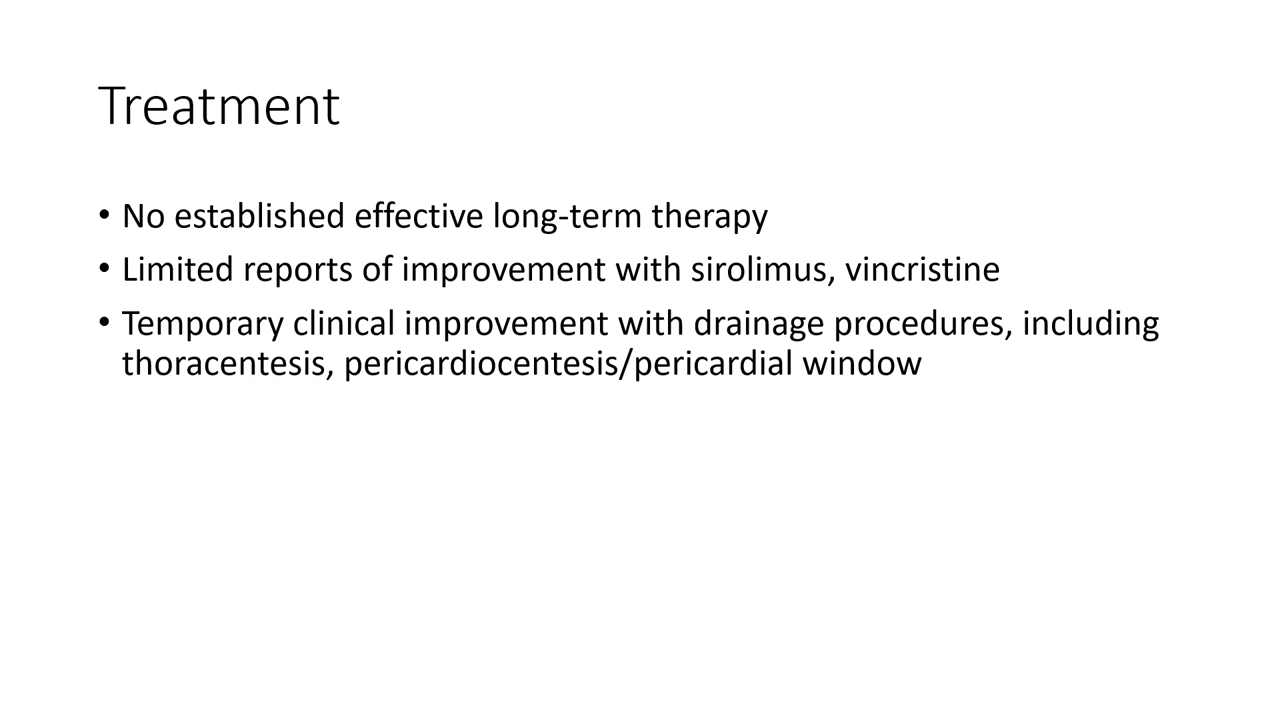 Treatment
• No established effective long-term therapy
• Limited reports of improvement with sirolimus, vincristine
• Temporary clinical improvement with drainage procedures, including
thoracentesis, pericardiocentesis/pericardial window